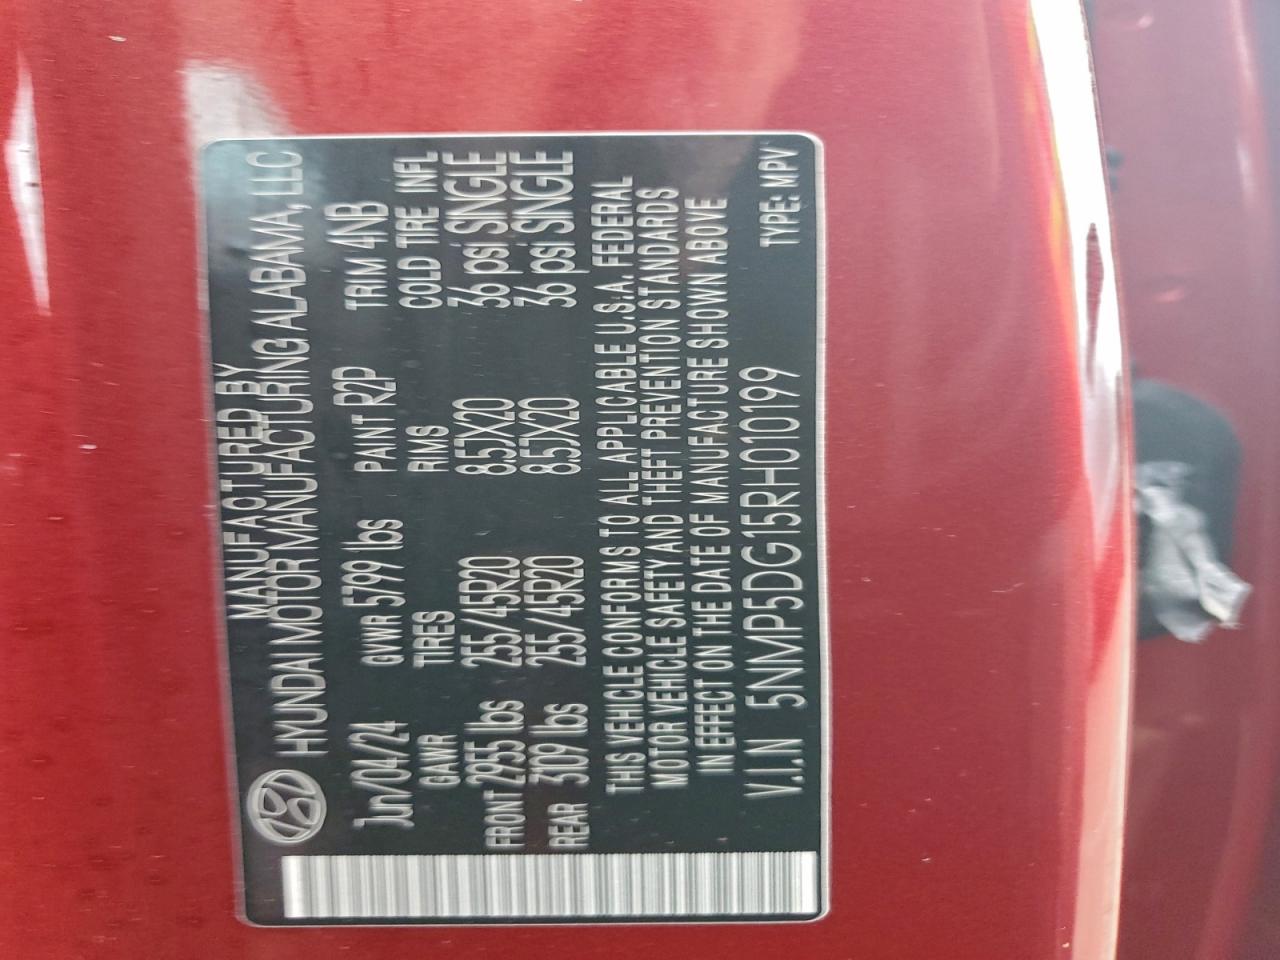 MANUFACTURED BY
HYUNDAI MOTOR MANUFACTURING ALABAMA, LLC
Jun/04/24 GVWR 5799 lbs PAINT R2P TRIM 4NB
GAWR TIRES RIMS COLD TIRE INFL
FRONT 2955 lbs 255/45R20 8.5JX20 36 psi SINGLE
REAR 3109 lbs 255/45R20 8.5JX20 36 psi SINGLE
THIS VEHICLE CONFORMS TO ALL APPLICABLE U.S.A. FEDERAL
MOTOR VEHICLE SAFETY AND THEFT PREVENTION STANDARDS
IN EFFECT ON THE DATE OF MANUFACTURE SHOWN ABOVE
V.I.N 5NMP5DG15RH010199 TYPE: MPV